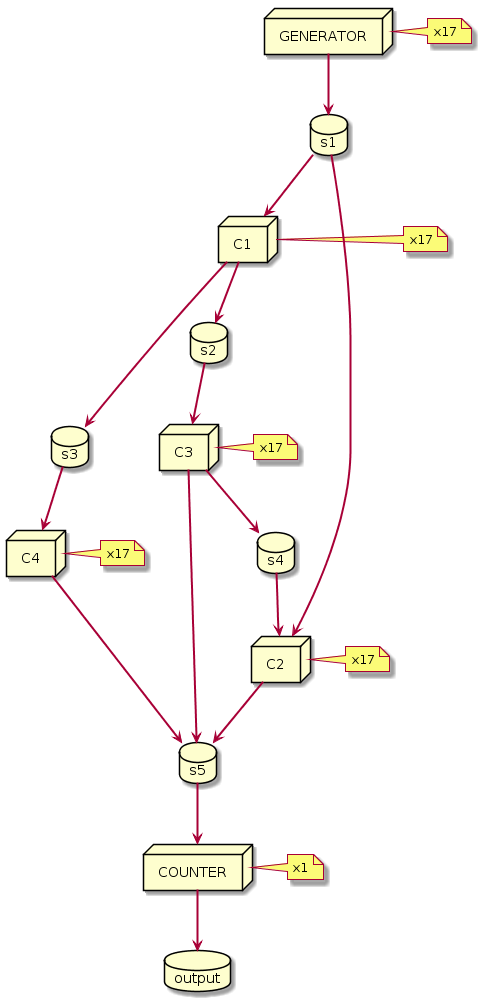 GENERATOR
x17
s1
C1
x17
s2
s3
C3
x17
C4
x17
s4
C2
x17
s5
COUNTER
x1
output